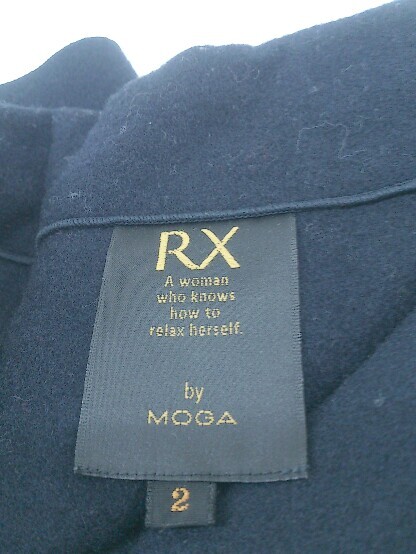 RX
A woman
who knows
how to
relax herself.
by
MOGA
2